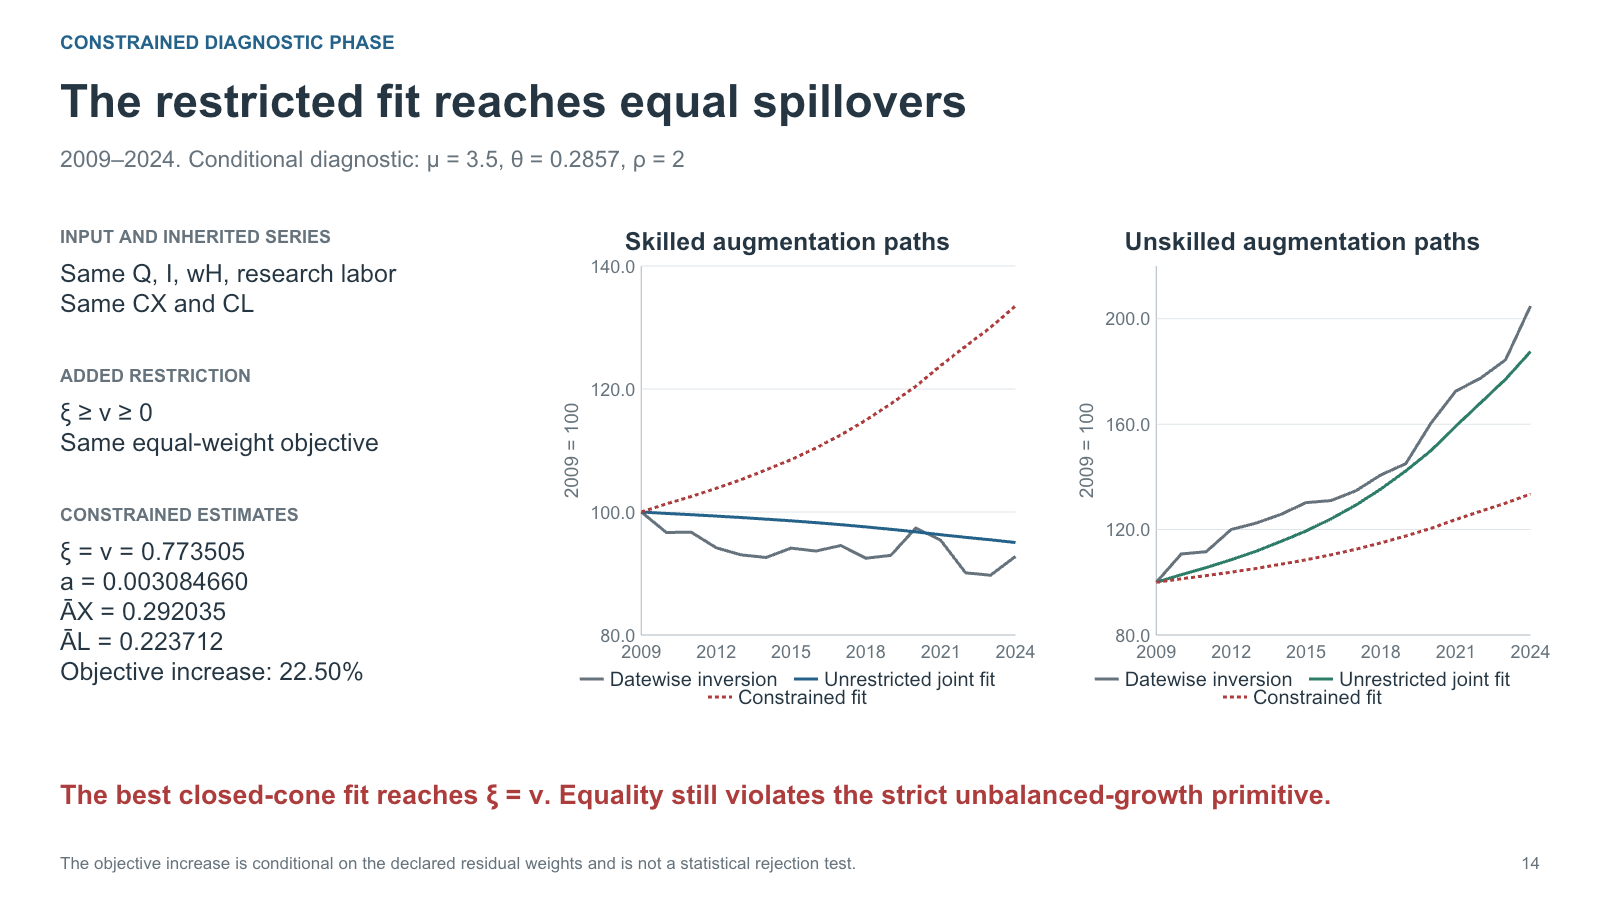 CONSTRAINED DIAGNOSTIC PHASE
The restricted fit reaches equal spillovers
2009–2024. Conditional diagnostic: μ = 3.5, θ = 0.2857, ρ = 2
INPUT AND INHERITED SERIES
Same Q, I, wH, research labor
Same CX and CL
ADDED RESTRICTION
ξ ≥ ν ≥ 0
Same equal-weight objective
CONSTRAINED ESTIMATES
ξ = ν = 0.773505
a = 0.003084660
ĀX = 0.292035
ĀL = 0.223712
Objective increase: 22.50%
Skilled augmentation paths
2009 = 100
140.0
120.0
100.0
80.0
2009 2012 2015 2018 2021 2024
Datewise inversion Unrestricted joint fit
Constrained fit
Unskilled augmentation paths
2009 = 100
200.0
160.0
120.0
80.0
2009 2012 2015 2018 2021 2024
Datewise inversion Unrestricted joint fit
Constrained fit
The best closed-cone fit reaches ξ = ν. Equality still violates the strict unbalanced-growth primitive.
The objective increase is conditional on the declared residual weights and is not a statistical rejection test.
14